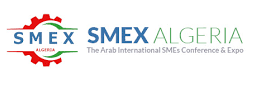 SMEX
ALGERIA
SMEX ALGERIA
The Arab International SMEs Conference & Expo